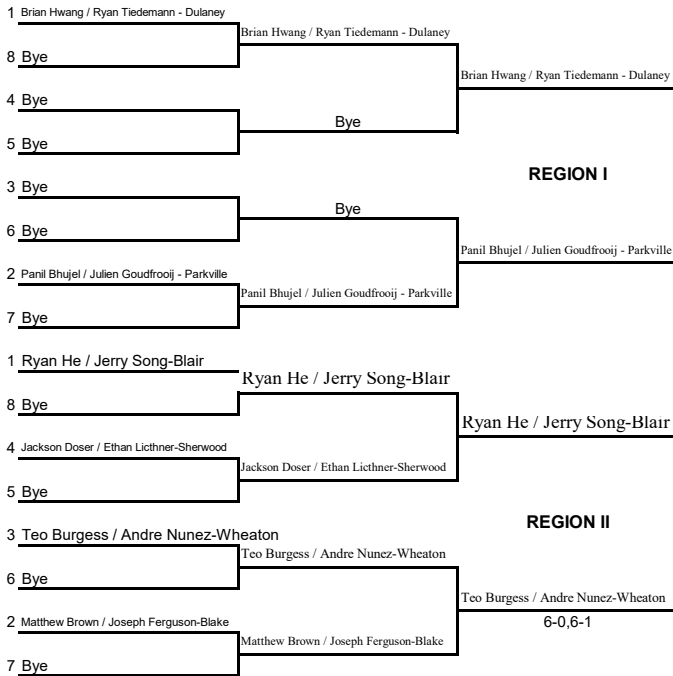 1 Brian Hwang / Ryan Tiedemann - Dulaney
Brian Hwang / Ryan Tiedemann - Dulaney
8 Bye
Brian Hwang / Ryan Tiedemann - Dulaney
4 Bye
Bye
5 Bye
REGION I
3 Bye
Bye
6 Bye
Panil Bhujel / Julien Goudfrooij - Parkville
2 Panil Bhujel / Julien Goudfrooij - Parkville
Panil Bhujel / Julien Goudfrooij - Parkville
7 Bye
1 Ryan He / Jerry Song-Blair
Ryan He / Jerry Song-Blair
8 Bye
Ryan He / Jerry Song-Blair
4 Jackson Doser / Ethan Licthner-Sherwood
Jackson Doser / Ethan Licthner-Sherwood
5 Bye
REGION II
3 Teo Burgess / Andre Nunez-Wheaton
Teo Burgess / Andre Nunez-Wheaton
6 Bye
Teo Burgess / Andre Nunez-Wheaton
6-0,6-1
2 Matthew Brown / Joseph Ferguson-Blake
Matthew Brown / Joseph Ferguson-Blake
7 Bye